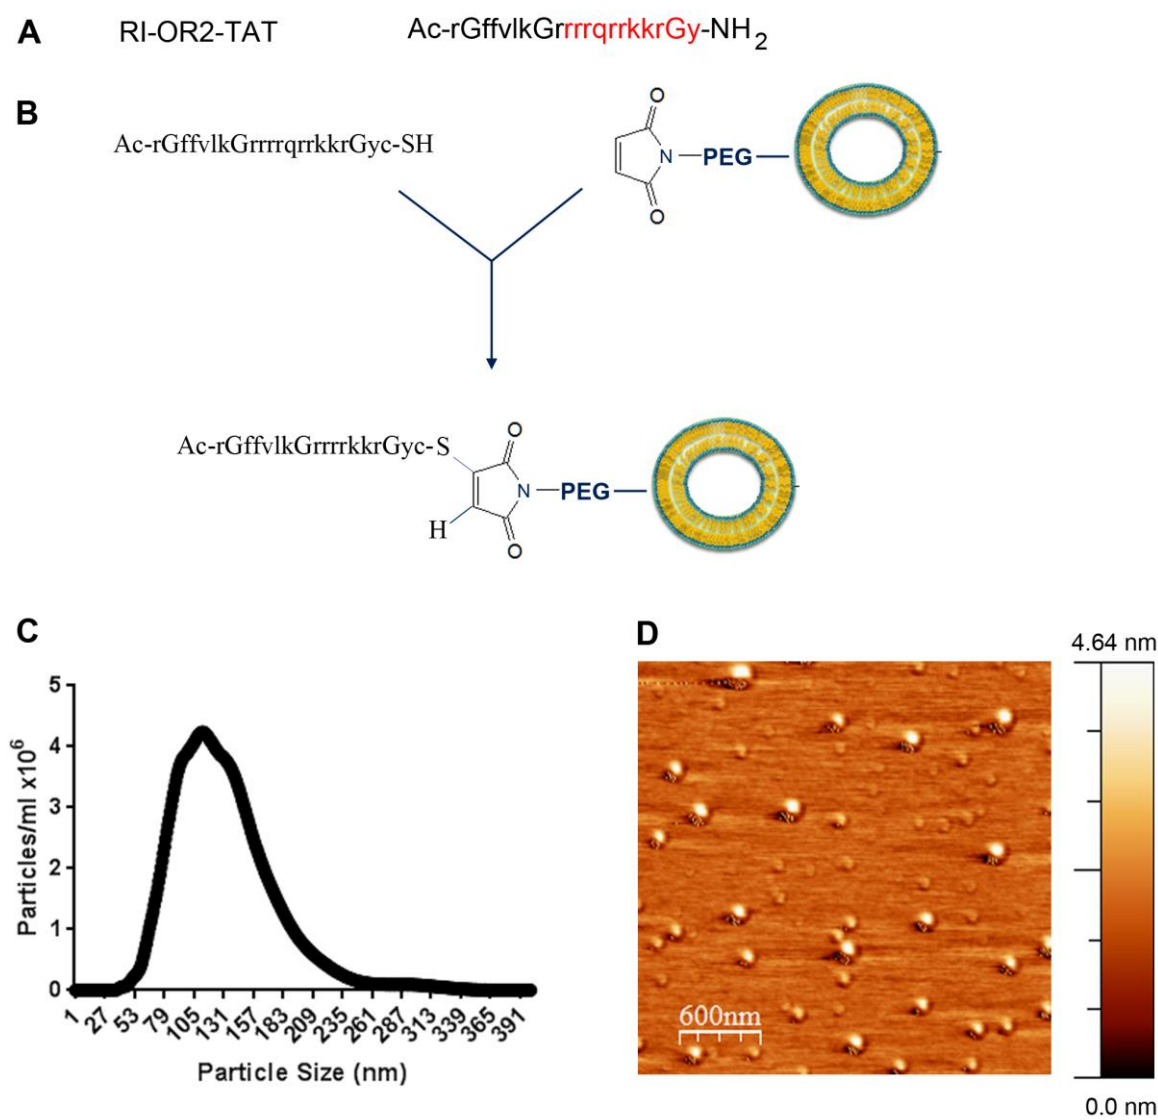 A RI-OR2-TAT Ac-rGffvlkGrrrrqrrkkrGy-NH2
B
Ac-rGffvlkGrrrrqrrkkrGyc-SH
O
N
PEG
O
Ac-rGffvlkGrrrrkkrGyc-S
O
N
PEG
H
O
C
5
4
3
2
1
0
Particles/ml x10⁶
1 27 53 79 105 131 157 183 209 235 261 287 313 339 365 391
Particle Size (nm)
D
4.64 nm
600nm
0.0 nm